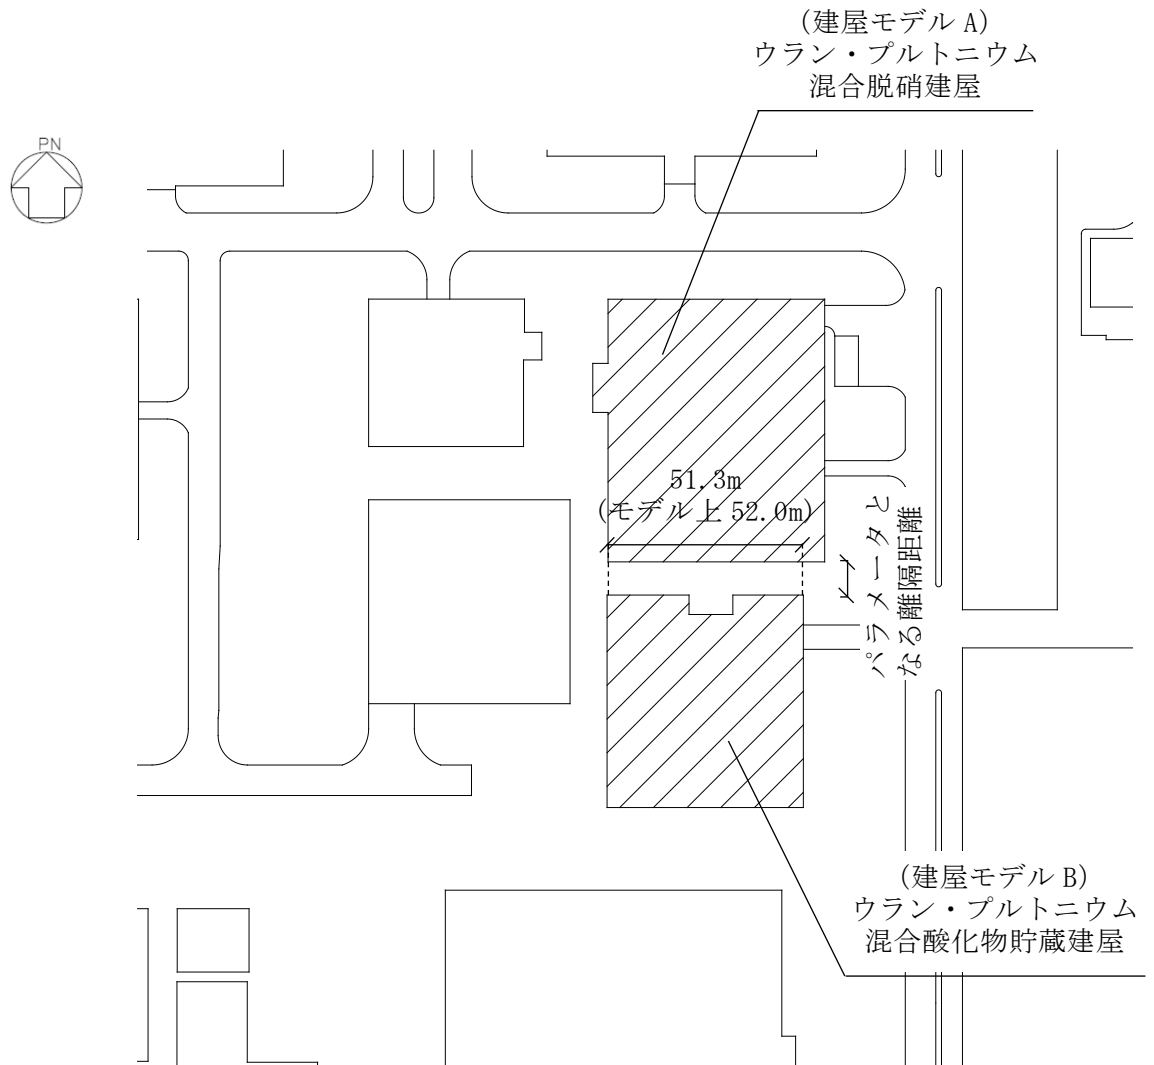 (建屋モデル A)
ウラン・プルトニウム
混合脱硝建屋
PN
51.3m
(モデル上 52.0m)
パラメータと
なる離隔距離
(建屋モデル B)
ウラン・プルトニウム
混合酸化物貯蔵建屋